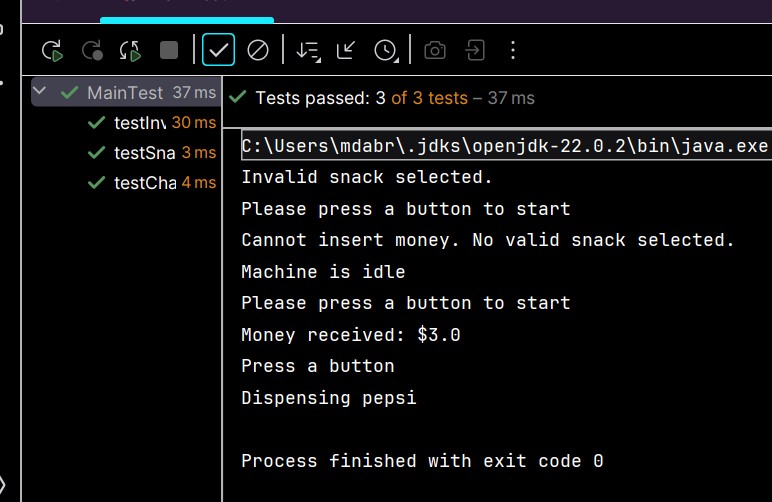 MainTest 37 ms
testInv 30 ms
testSna 3 ms
testCha 4 ms
Tests passed: 3 of 3 tests – 37 ms
C:\Users\mdabr\.jdks\openjdk-22.0.2\bin\java.exe
Invalid snack selected.
Please press a button to start
Cannot insert money. No valid snack selected.
Machine is idle
Please press a button to start
Money received: $3.0
Press a button
Dispensing pepsi
Process finished with exit code 0